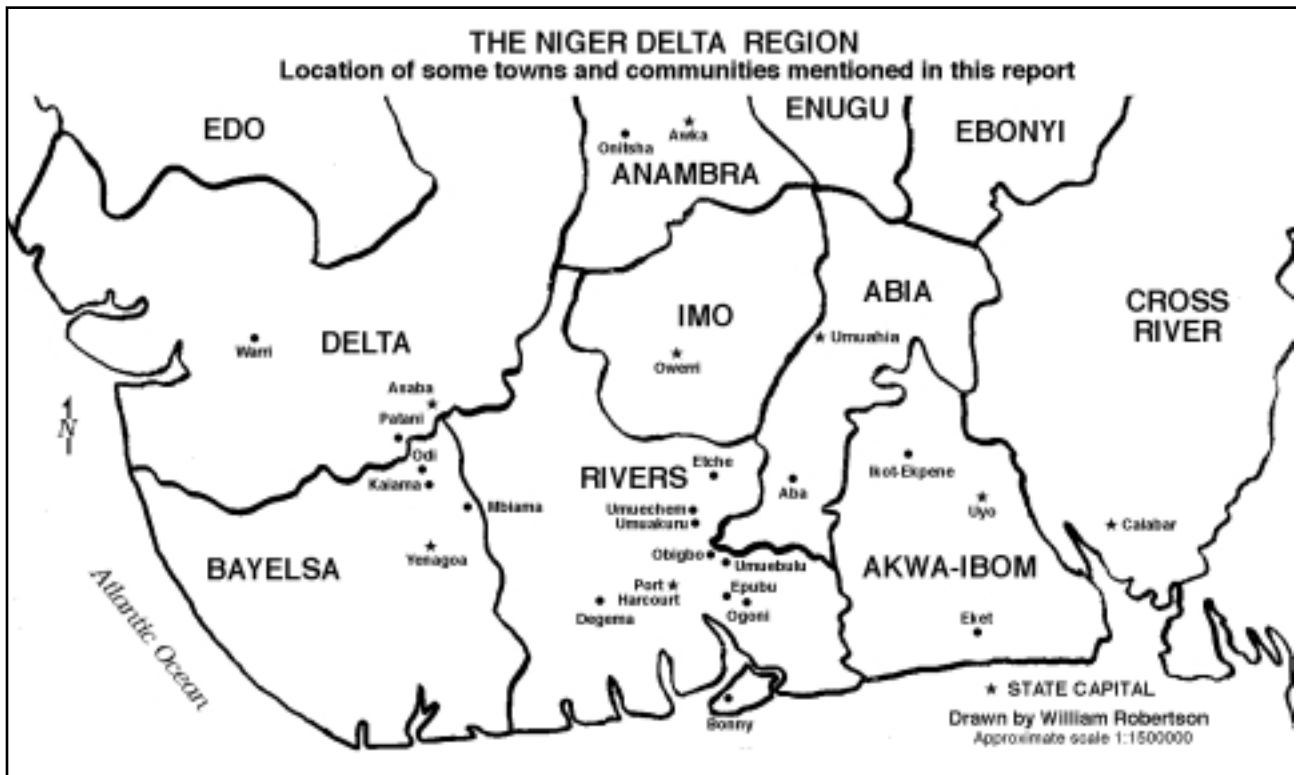 THE NIGER DELTA REGION
Location of some towns and communities mentioned in this report
EDO
ENUGU
EBONYI
Awka
Onitsha
ANAMBRA
ABIA
CROSS
RIVER
IMO
Umuahia
Warri
DELTA
Owerri
Asaba
Patani
N
Odi
Kaiama
RIVERS
Etche
Ikot-Ekpene
Aba
Mbiama
Umuechem
Umuakuru
Uyo
Calabar
Obigbo
Umuebulu
BAYELSA
Yenagoa
AKWA-IBOM
Port
Harcourt
Epubu
Ogoni
Degema
Eket
Atlantic Ocean
Bonny
STATE CAPITAL
Drawn by William Robertson
Approximate scale 1:1500000